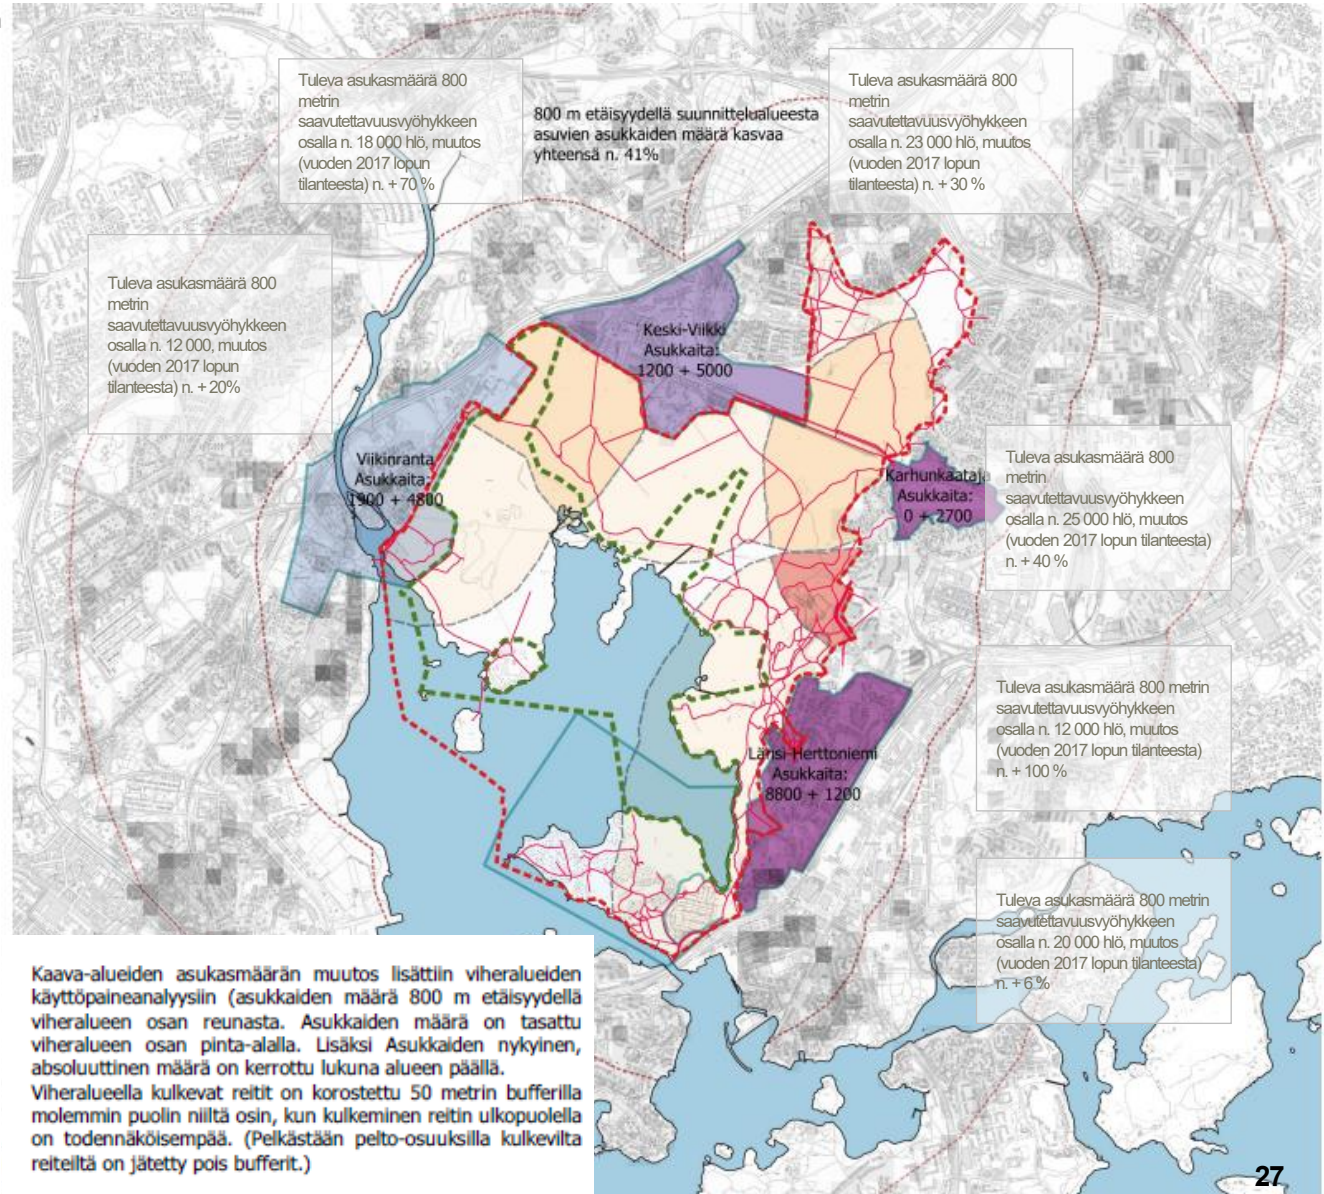 Tuleva asukasmäärä 800
metrin
saavutettavuusvyöhykkeen
osalla n. 18 000 hlö, muutos
(vuoden 2017 lopun
tilanteesta) n. + 70 %
800 m etäisyydellä suunnittelualueesta
asuvien asukkaiden määrä kasvaa
yhteensä n. 41%
Tuleva asukasmäärä 800
metrin
saavutettavuusvyöhykkeen
osalla n. 23 000 hlö, muutos
(vuoden 2017 lopun
tilanteesta) n. + 30 %
Tuleva asukasmäärä 800
metrin
saavutettavuusvyöhykkeen
osalla n. 12 000, muutos
(vuoden 2017 lopun
tilanteesta) n. + 20%
Keski-Viikki
Asukkaita:
1200 + 5000
Viikinranta
Asukkaita:
1900 + 4800
Karhunkaataja
Asukkaita:
0 + 2700
Tuleva asukasmäärä 800
metrin
saavutettavuusvyöhykkeen
osalla n. 25 000 hlö, muutos
(vuoden 2017 lopun tilanteesta)
n. + 40 %
Tuleva asukasmäärä 800 metrin
saavutettavuusvyöhykkeen
osalla n. 12 000 hlö, muutos
(vuoden 2017 lopun tilanteesta)
n. + 100 %
Länsi-Herttoniemi
Asukkaita:
8800 + 1200
Tuleva asukasmäärä 800 metrin
saavutettavuusvyöhykkeen
osalla n. 20 000 hlö, muutos
(vuoden 2017 lopun tilanteesta)
n. + 6 %
Kaava-alueiden asukasmäärän muutos lisättiin viheralueiden
käyttöpaineanalyysiin (asukkaiden määrä 800 m etäisyydellä
viheralueen osan reunasta. Asukkaiden määrä on tasattu
viheralueen osan pinta-alalla. Lisäksi Asukkaiden nykyinen,
absoluuttinen määrä on kerrottu lukuna alueen päällä.
Viheralueella kulkevat reitit on korostettu 50 metrin bufferilla
molemmin puolin niiltä osin, kun kulkeminen reitin ulkopuolella
on todennäköisempää. (Pelkästään pelto-osuuksilla kulkevilta
reiteiltä on jätetty pois bufferit.)
27